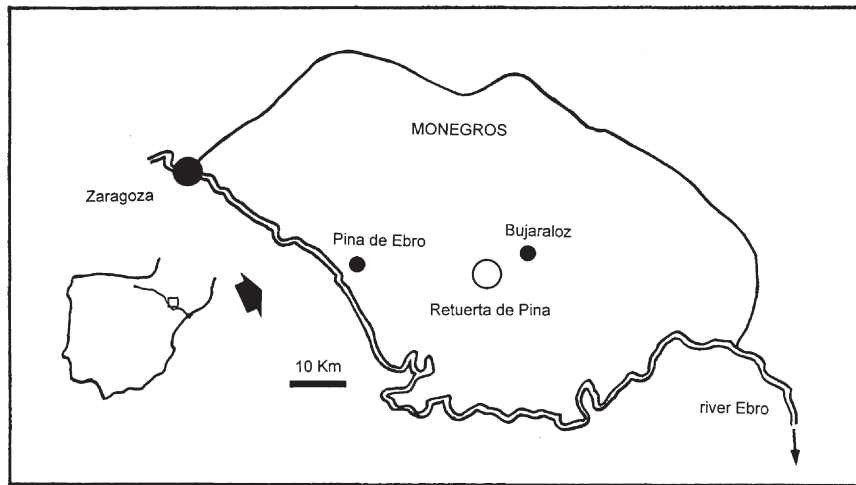 MONEGROS
Zaragoza
Pina de Ebro
Bujaraloz
Retuerta de Pina
10 Km
river Ebro